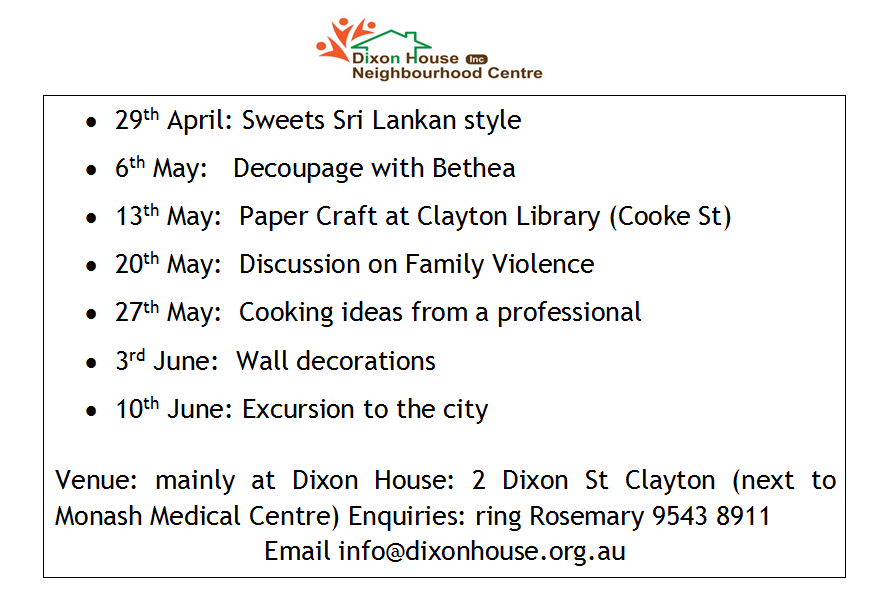 Dixon House Inc
Neighbourhood Centre
• 29th April: Sweets Sri Lankan style
• 6th May: Decoupage with Bethea
• 13th May: Paper Craft at Clayton Library (Cooke St)
• 20th May: Discussion on Family Violence
• 27th May: Cooking ideas from a professional
• 3rd June: Wall decorations
• 10th June: Excursion to the city
Venue: mainly at Dixon House: 2 Dixon St Clayton (next to
Monash Medical Centre) Enquiries: ring Rosemary 9543 8911
Email info@dixonhouse.org.au